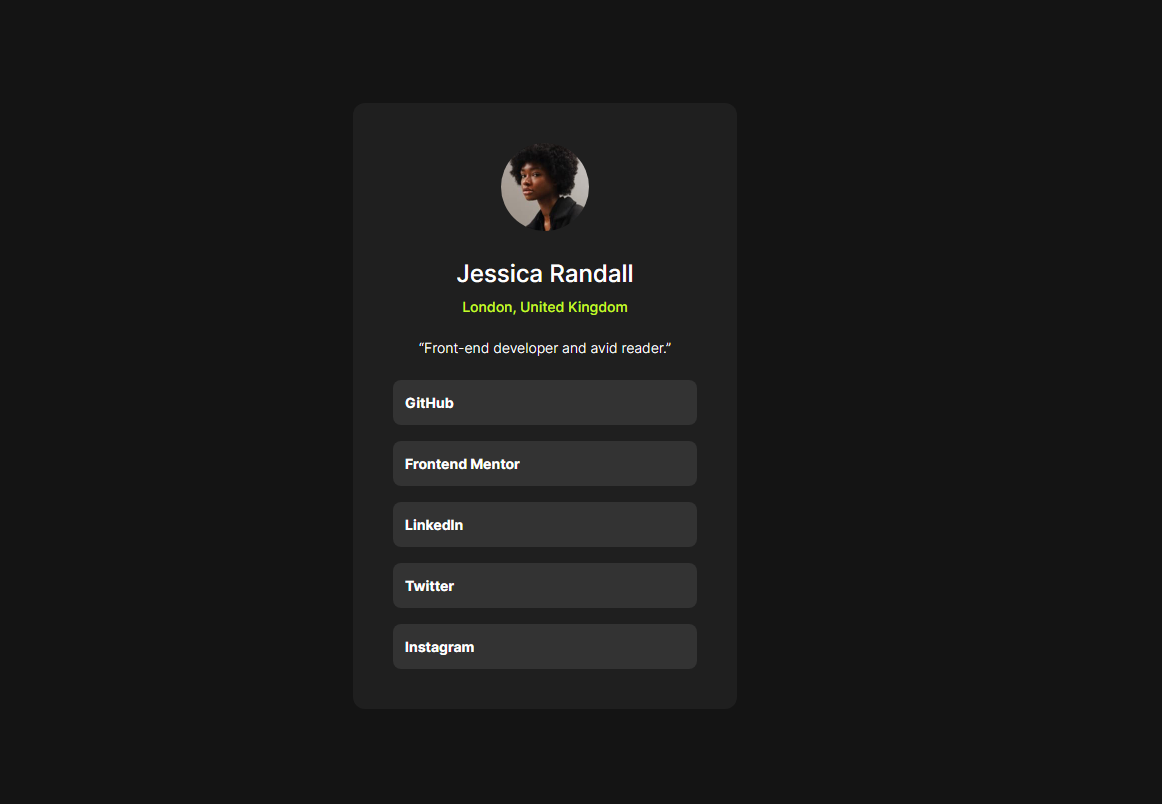 Jessica Randall
London, United Kingdom
“Front-end developer and avid reader.”
GitHub
Frontend Mentor
LinkedIn
Twitter
Instagram